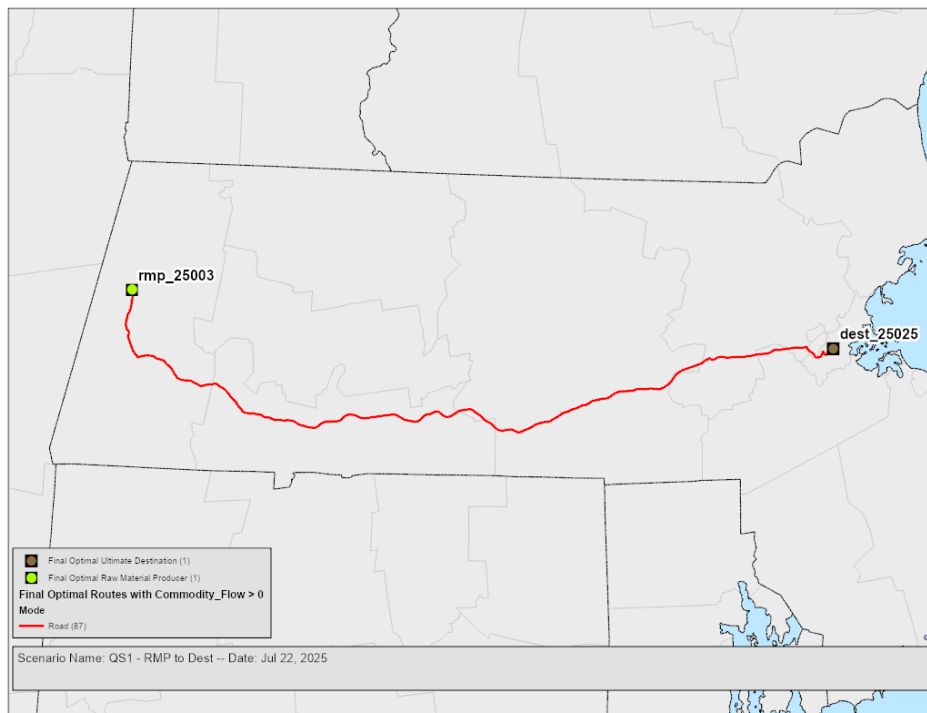 rmp_25003
dest_25025
Final Optimal Ultimate Destination (1)
Final Optimal Raw Material Producer (1)
Final Optimal Routes with Commodity_Flow > 0
Mode
Road (87)
Scenario Name: QS1 - RMP to Dest -- Date: Jul 22, 2025